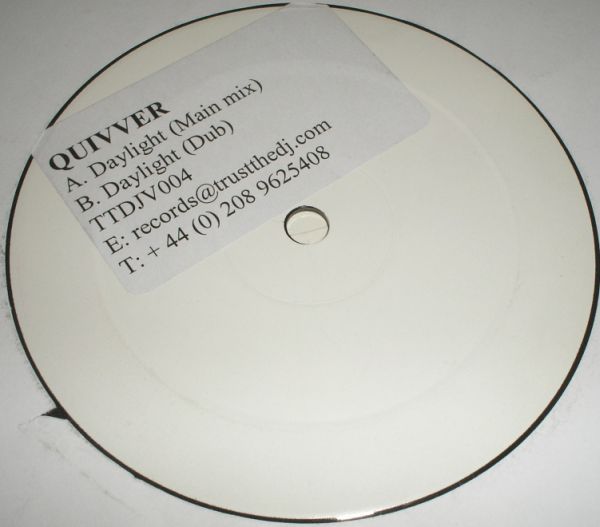 QUIVVER
A. Daylight (Main mix)
B. Daylight (Dub)
TTDJV004
E: records@trustthedj.com
T: + 44 (0) 208 9625408